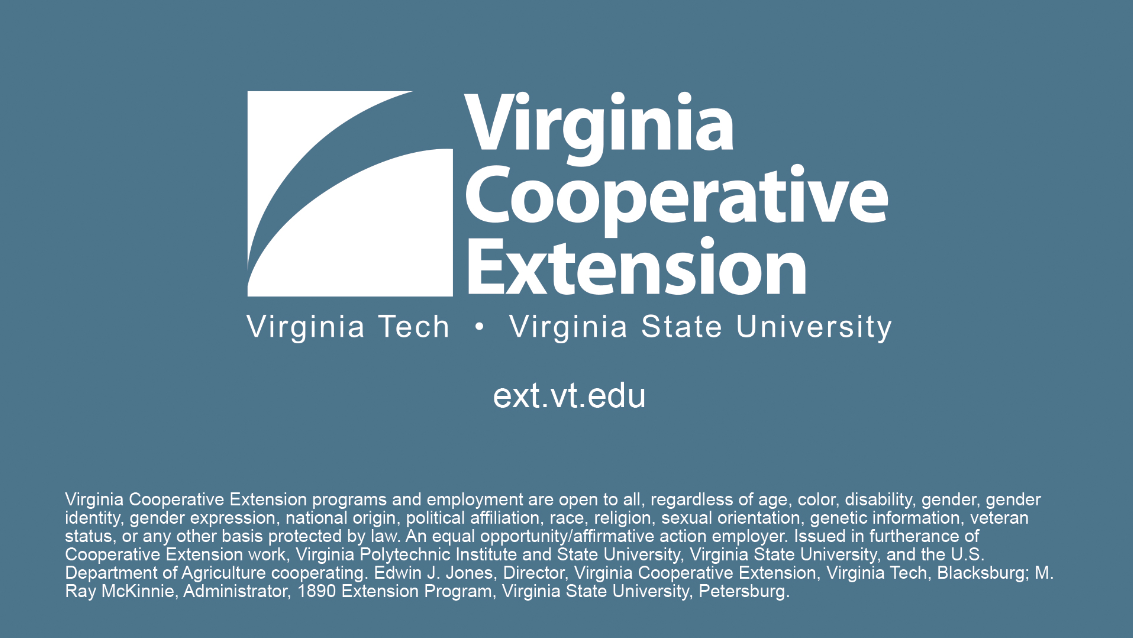 Virginia
Cooperative
Extension
Virginia Tech • Virginia State University
ext.vt.edu
Virginia Cooperative Extension programs and employment are open to all, regardless of age, color, disability, gender, gender
identity, gender expression, national origin, political affiliation, race, religion, sexual orientation, genetic information, veteran
status, or any other basis protected by law. An equal opportunity/affirmative action employer. Issued in furtherance of
Cooperative Extension work, Virginia Polytechnic Institute and State University, Virginia State University, and the U.S.
Department of Agriculture cooperating. Edwin J. Jones, Director, Virginia Cooperative Extension, Virginia Tech, Blacksburg; M.
Ray McKinnie, Administrator, 1890 Extension Program, Virginia State University, Petersburg.